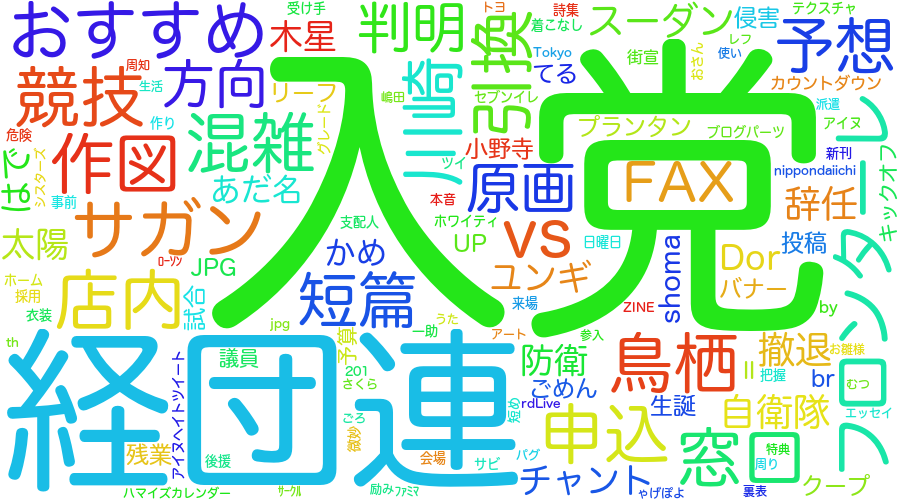 おすすめ
木星
受け手
判明
トヨ
詩集
着こなし
スーダン
侵害
テクスチャ
レフ
使い
予想
周知
生活
競技
方向
リーフ
嶋田
川崎
引換
Tokyo
てる
街宣
おさん
カウントダウン
派遣
セブンイレ
危険
作り
混雑
グレード
プランタン
ブログパーツ
アイヌ
はで
シスターズ
作図
あだ名
ツイ
小野寺
新刊
nippondaiichi
キックオフ
事前
入党
本音
原画
FAX
辞任
フロンターレ
サガン
支配人
ホワイティ
太陽
ローソン
かめ
UP
vs
日曜日
shoma
Dor
投稿
JPG
ホーム
採用
店内
試合
短篇
ユンギ
バナー
来場
ZINE
by
衣装
jpg
予算
一助
うた
アート
参入
th
経団連
議員
防衛
鳥栖
撤退
お雛様
アイヌヘイトツイート
201
さくら
ごめん
II
把握
br
むつ
rdLive
短め
生誕
自衛隊
エッセイ
ごろ
微妙
申込
窓口
特典
残業
後援
会場
サビ
パグ
周り
チャント
クープ
ハマイズカレンダー
サークル
励み
ファミマ
ゃげぽよ
裏表